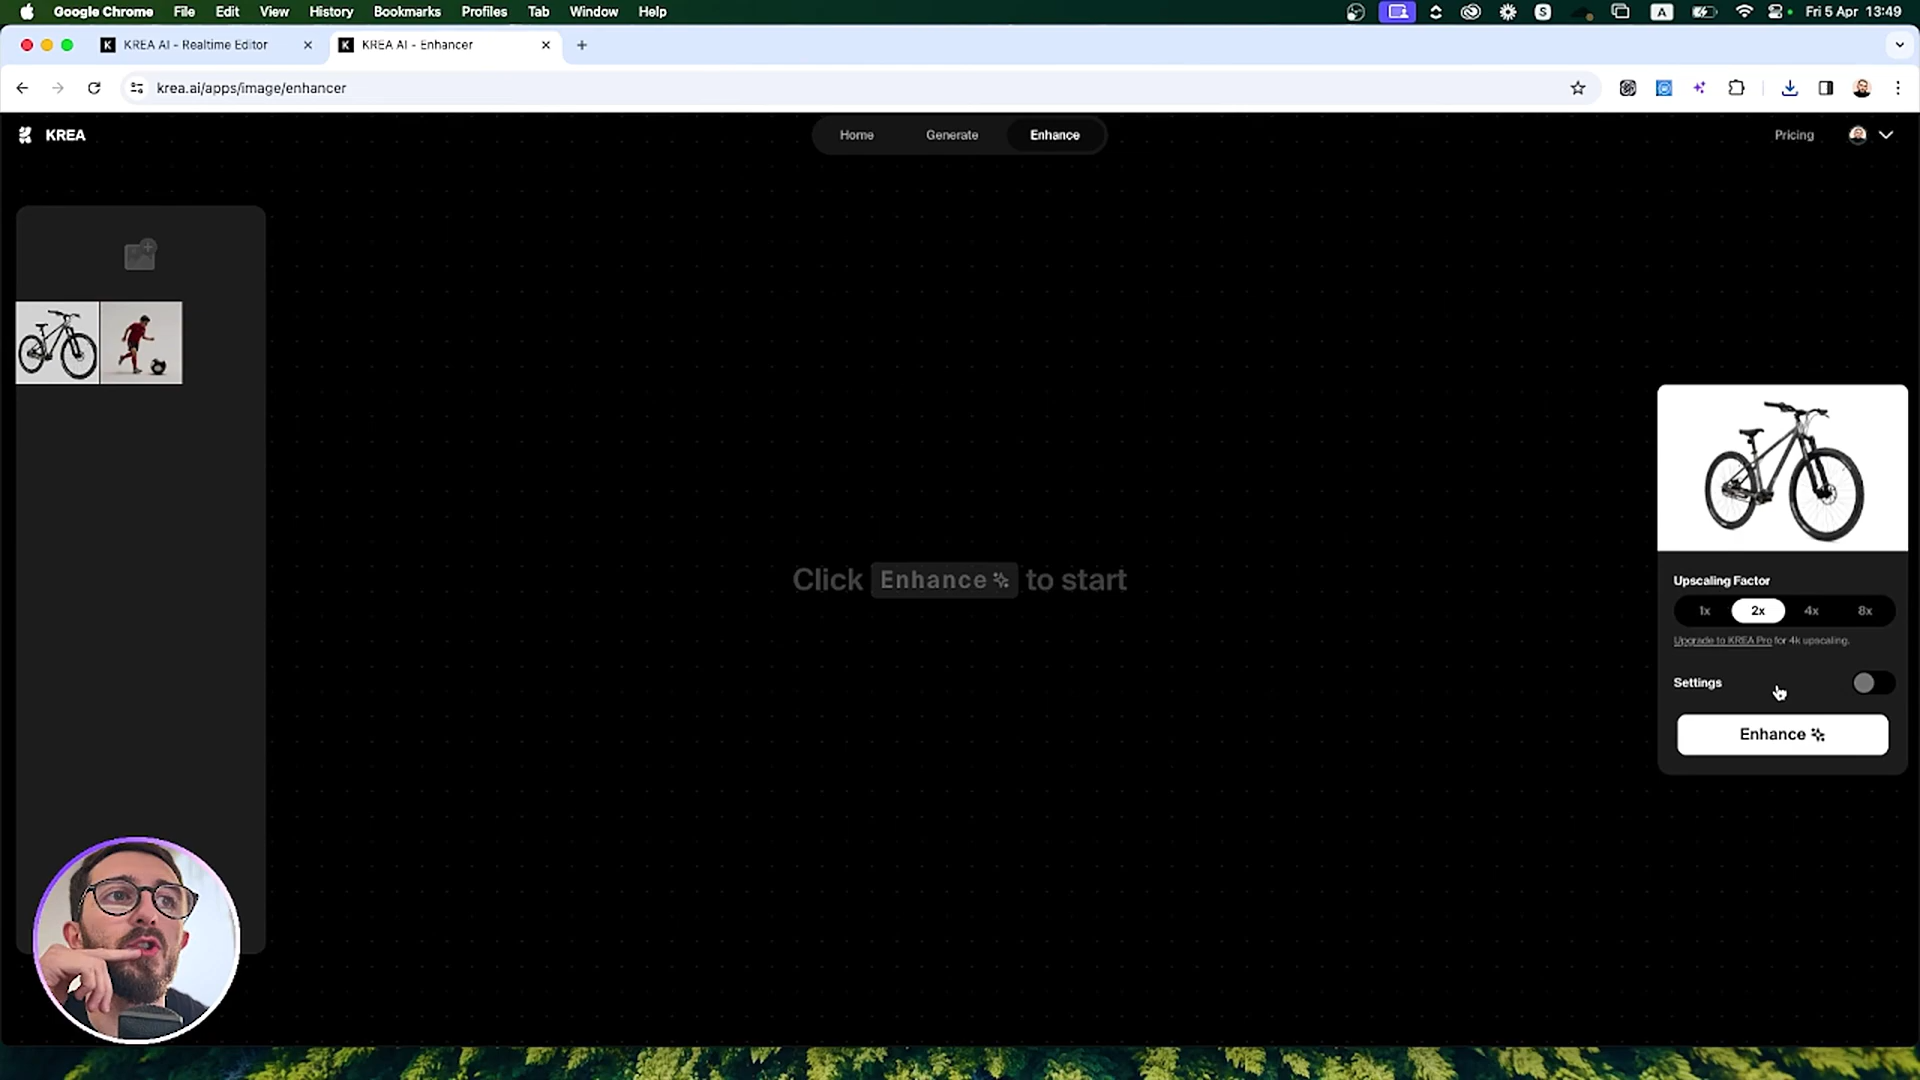 Google Chrome File Edit View History Bookmarks Profiles Tab Window Help
A Fri 5 Apr 13:49
KREA AI - Realtime Editor
KREA AI - Enhancer
krea.ai/apps/image/enhancer
KREA
Home Generate Enhance
Pricing
Click Enhance to start
Upscaling Factor
1x 2x 4x 8x
Upgrade to KREA Pro for 4k upscaling.
Settings
Enhance